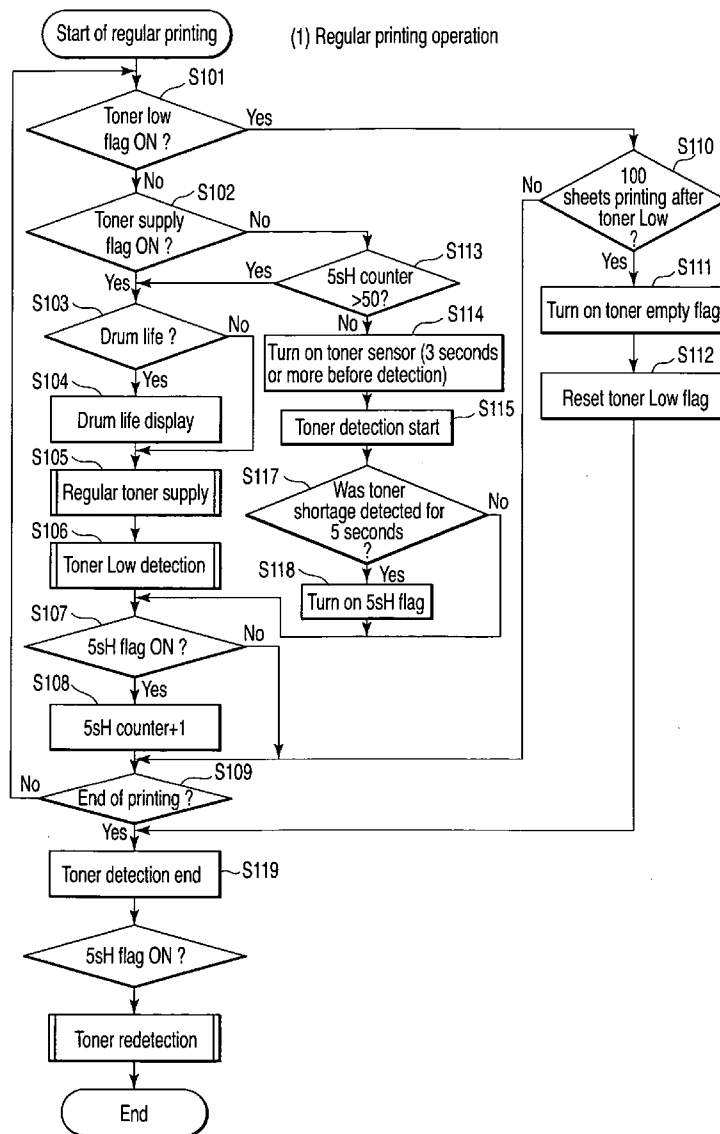 Start of regular printing
(1) Regular printing operation
S101
Toner low
flag ON ?
Yes
No
S110
100
sheets printing after
toner Low
?
No
Yes
S102
Toner supply
flag ON ?
No
Yes
S113
5sH counter
>50?
Yes
No
S111
Turn on toner empty flag
S103
Drum life ?
No
Yes
S114
Turn on toner sensor (3 seconds
or more before detection)
S112
Reset toner Low flag
S104
Drum life display
S115
Toner detection start
S105
Regular toner supply
S117
Was toner
shortage detected for
5 seconds
?
No
Yes
S106
Toner Low detection
S118
Turn on 5sH flag
S107
5sH flag ON ?
No
Yes
S108
5sH counter+1
S109
End of printing ?
No
Yes
Toner detection end
S119
5sH flag ON ?
Toner redetection
End